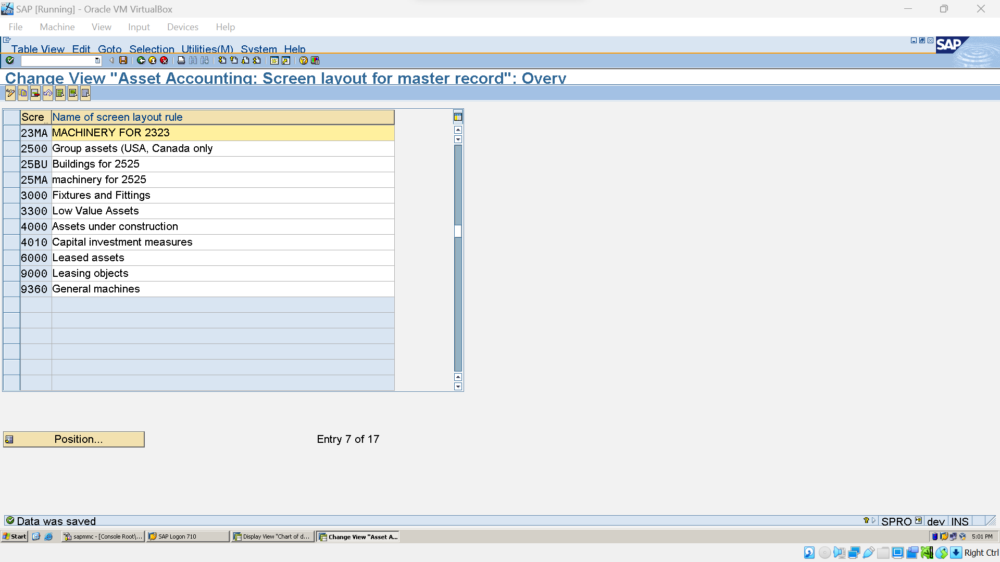 SAP [Running] - Oracle VM VirtualBox
File Machine View Input Devices Help
Table View Edit Goto Selection Utilities(M) System Help
SAP
Change View "Asset Accounting: Screen layout for master record": Overv
Scre Name of screen layout rule
23MA MACHINERY FOR 2323
2500 Group assets (USA, Canada only
25BU Buildings for 2525
25MA machinery for 2525
3000 Fixtures and Fittings
3300 Low Value Assets
4000 Assets under construction
4010 Capital investment measures
6000 Leased assets
9000 Leasing objects
9360 General machines
Position... Entry 7 of 17
Data was saved SPRO dev INS
Start sapmmc - [Console Root\... SAP Logon 710 Display View "Chart of d... Change View "Asset A... 5:01 PM
Right Ctrl